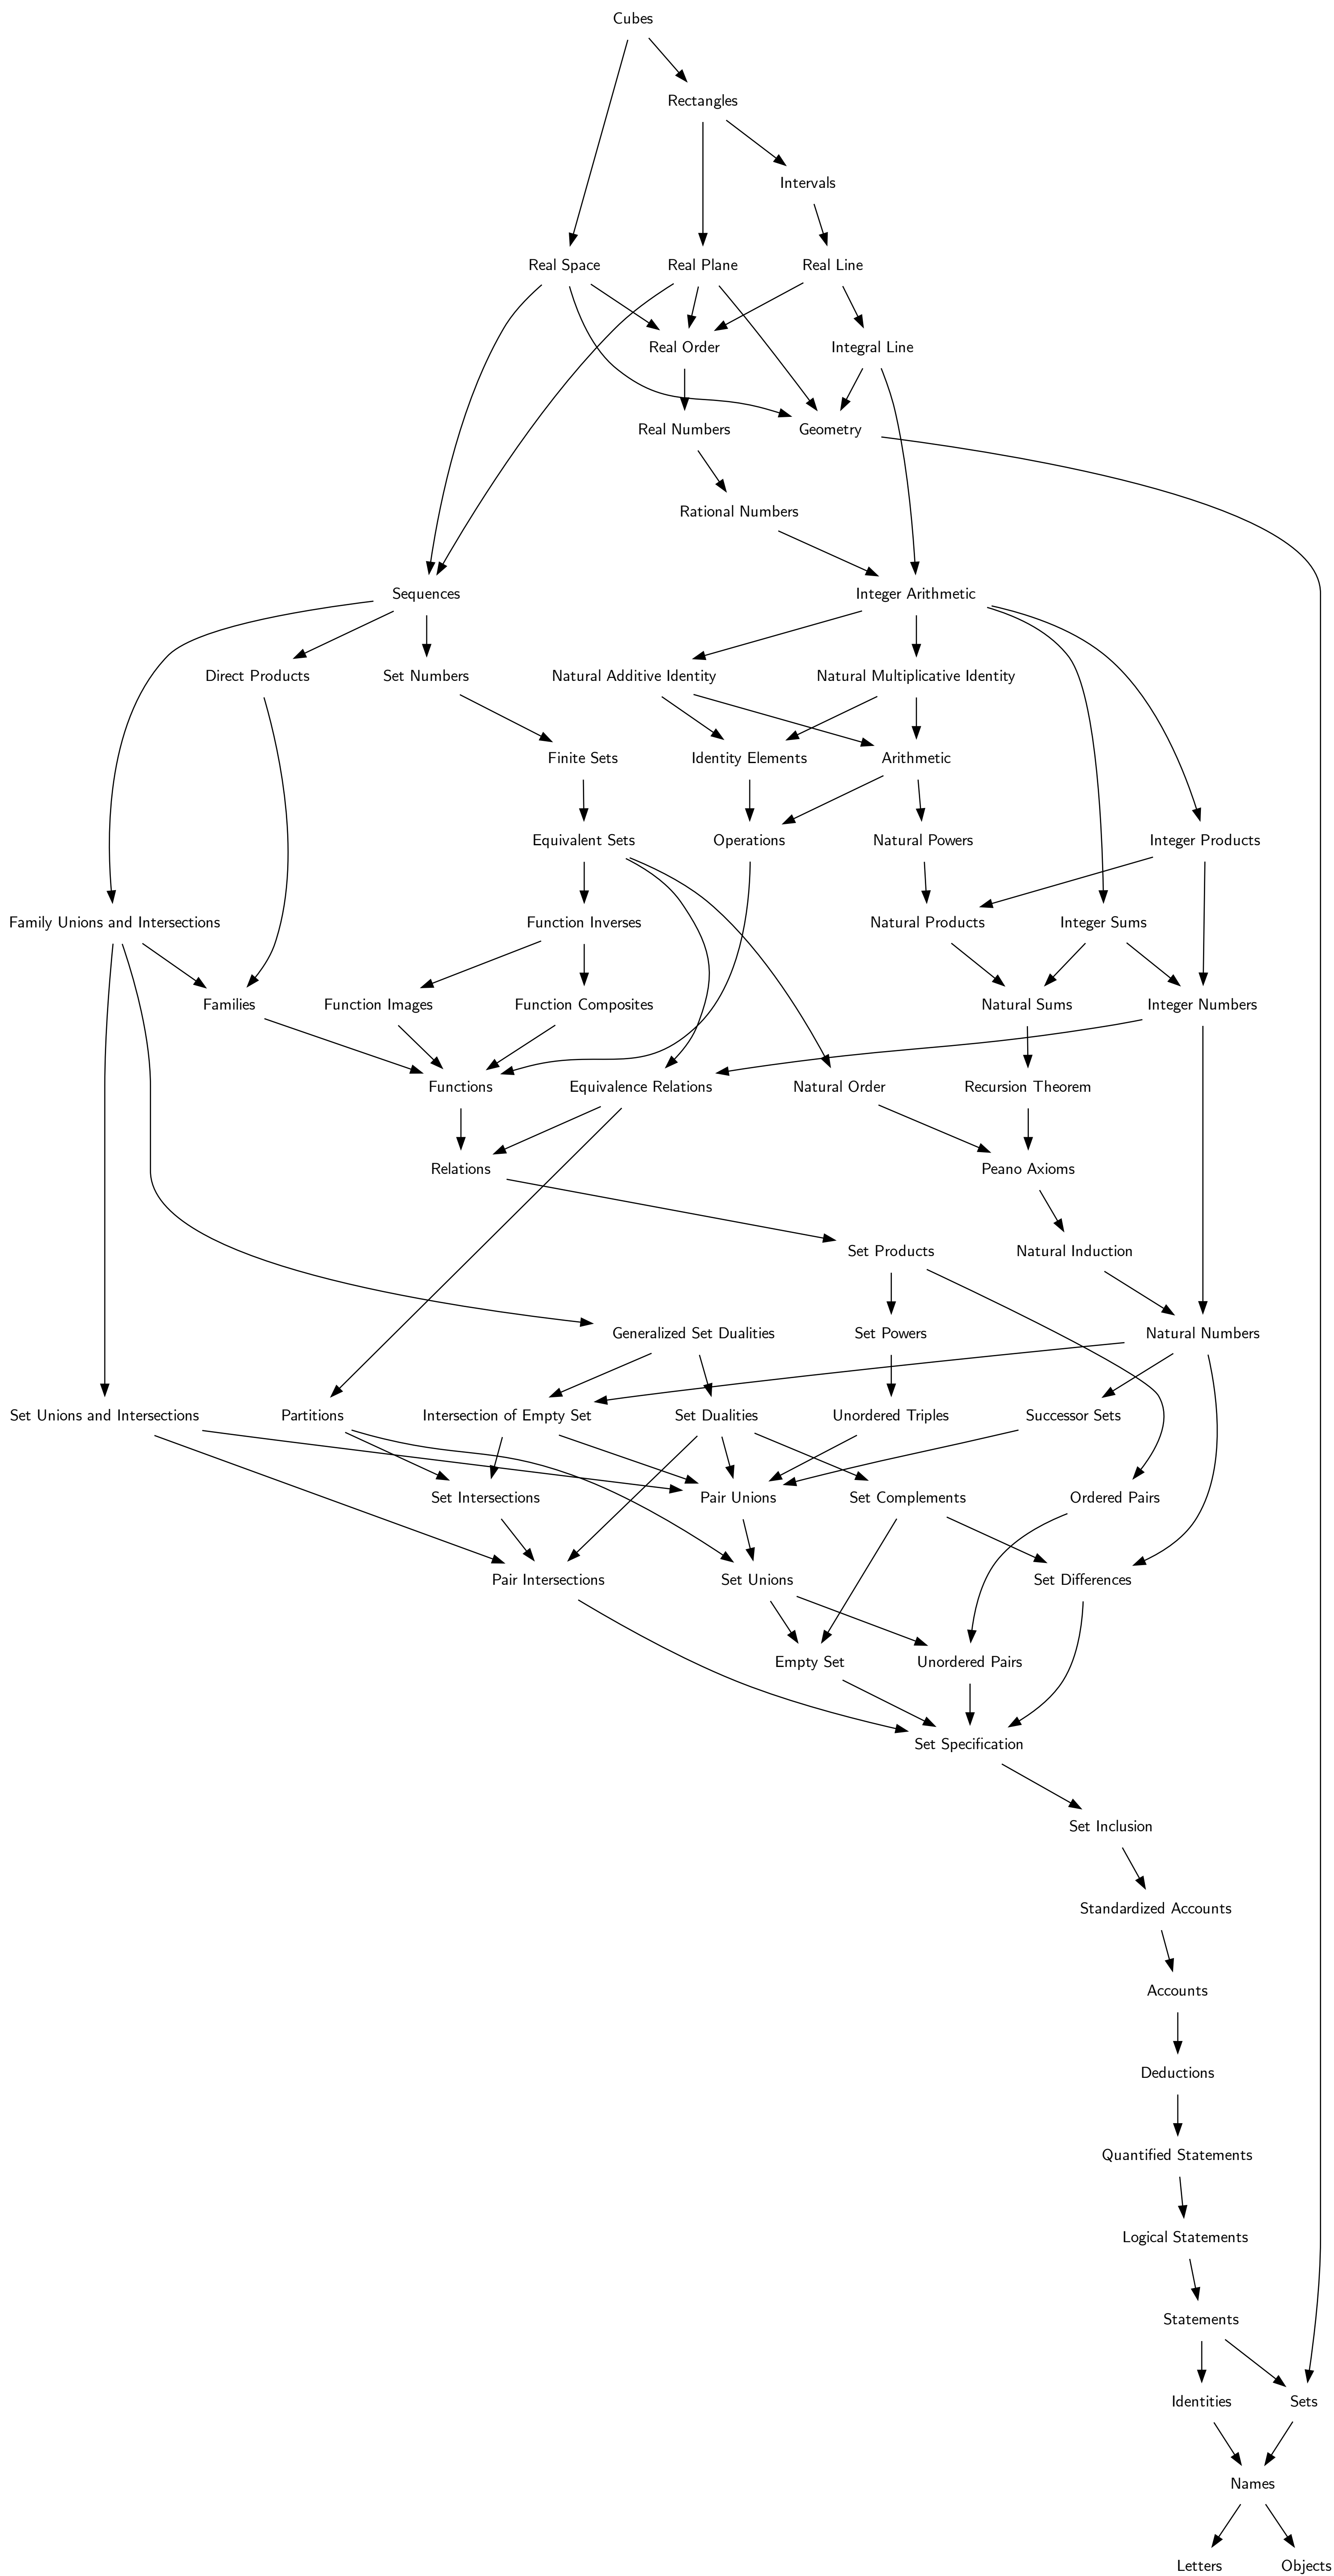 Cubes
Rectangles
Intervals
Real Space
Real Plane
Real Line
Real Order
Integral Line
Real Numbers
Geometry
Rational Numbers
Sequences
Integer Arithmetic
Direct Products
Set Numbers
Natural Additive Identity
Natural Multiplicative Identity
Finite Sets
Identity Elements
Arithmetic
Equivalent Sets
Operations
Natural Powers
Integer Products
Family Unions and Intersections
Function Inverses
Natural Products
Integer Sums
Families
Function Images
Function Composites
Natural Sums
Integer Numbers
Functions
Equivalence Relations
Natural Order
Recursion Theorem
Relations
Peano Axioms
Set Products
Natural Induction
Generalized Set Dualities
Set Powers
Natural Numbers
Set Unions and Intersections
Partitions
Intersection of Empty Set
Set Dualities
Unordered Triples
Successor Sets
Set Intersections
Pair Unions
Set Complements
Ordered Pairs
Pair Intersections
Set Unions
Set Differences
Empty Set
Unordered Pairs
Set Specification
Set Inclusion
Standardized Accounts
Accounts
Deductions
Quantified Statements
Logical Statements
Statements
Identities
Sets
Names
Letters
Objects